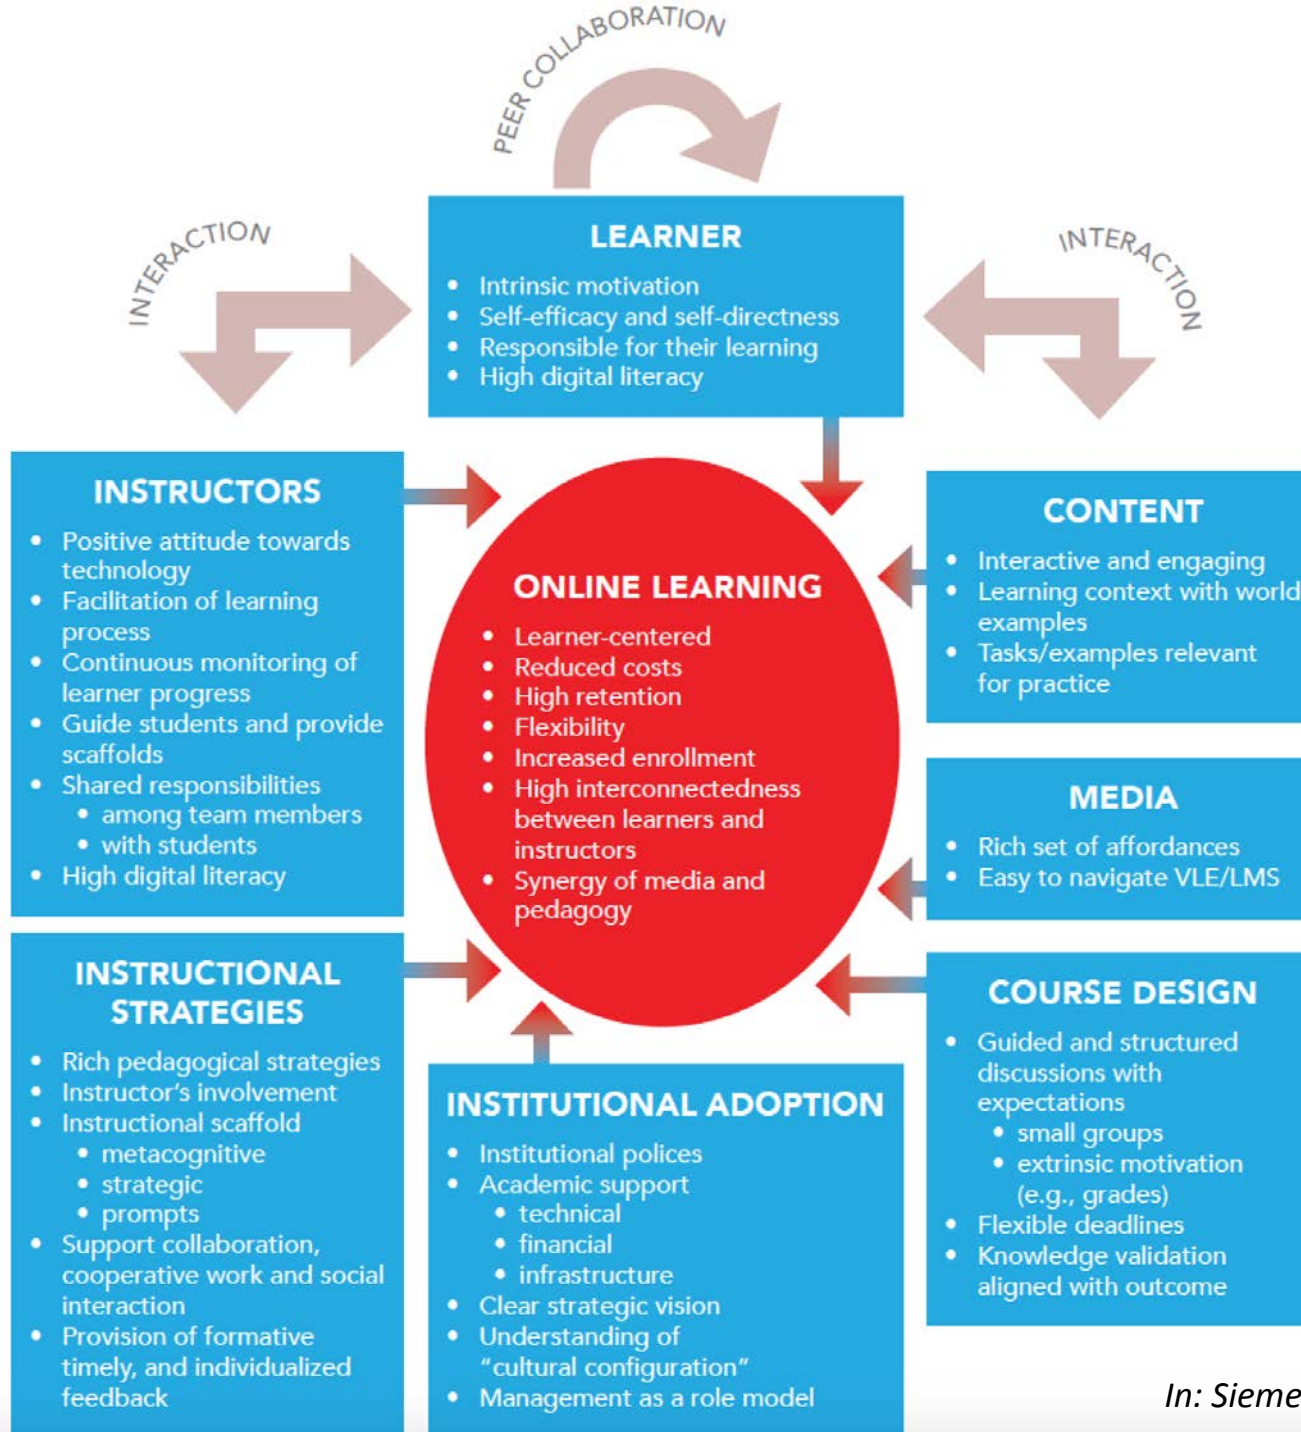 PEER COLLABORATION
INTERACTION
INTERACTION
LEARNER
• Intrinsic motivation
• Self-efficacy and self-directness
• Responsible for their learning
• High digital literacy
INSTRUCTORS
• Positive attitude towards
technology
• Facilitation of learning
process
• Continuous monitoring of
learner progress
• Guide students and provide
scaffolds
• Shared responsibilities
• among team members
• with students
• High digital literacy
ONLINE LEARNING
• Learner-centered
• Reduced costs
• High retention
• Flexibility
• Increased enrollment
• High interconnectedness
between learners and
instructors
• Synergy of media and
pedagogy
CONTENT
• Interactive and engaging
• Learning context with world
examples
• Tasks/examples relevant
for practice
MEDIA
• Rich set of affordances
• Easy to navigate VLE/LMS
INSTRUCTIONAL
STRATEGIES
• Rich pedagogical strategies
• Instructor's involvement
• Instructional scaffold
• metacognitive
• strategic
• prompts
• Support collaboration,
cooperative work and social
interaction
• Provision of formative
timely, and individualized
feedback
INSTITUTIONAL ADOPTION
• Institutional polices
• Academic support
• technical
• financial
• infrastructure
• Clear strategic vision
• Understanding of
“cultural configuration”
• Management as a role model
COURSE DESIGN
• Guided and structured
discussions with
expectations
• small groups
• extrinsic motivation
(e.g., grades)
• Flexible deadlines
• Knowledge validation
aligned with outcome
In: Sieme